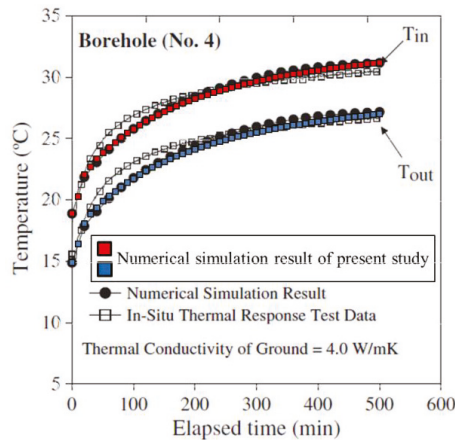 35
Borehole (No. 4)
Tin
30
25
Tout
20
Temperature (ºC)
Numerical simulation result of present study
15
Numerical Simulation Result
10
In-Situ Thermal Response Test Data
Thermal Conductivity of Ground = 4.0 W/mK
5
0
0 100 200 300 400 500 600
Elapsed time (min)